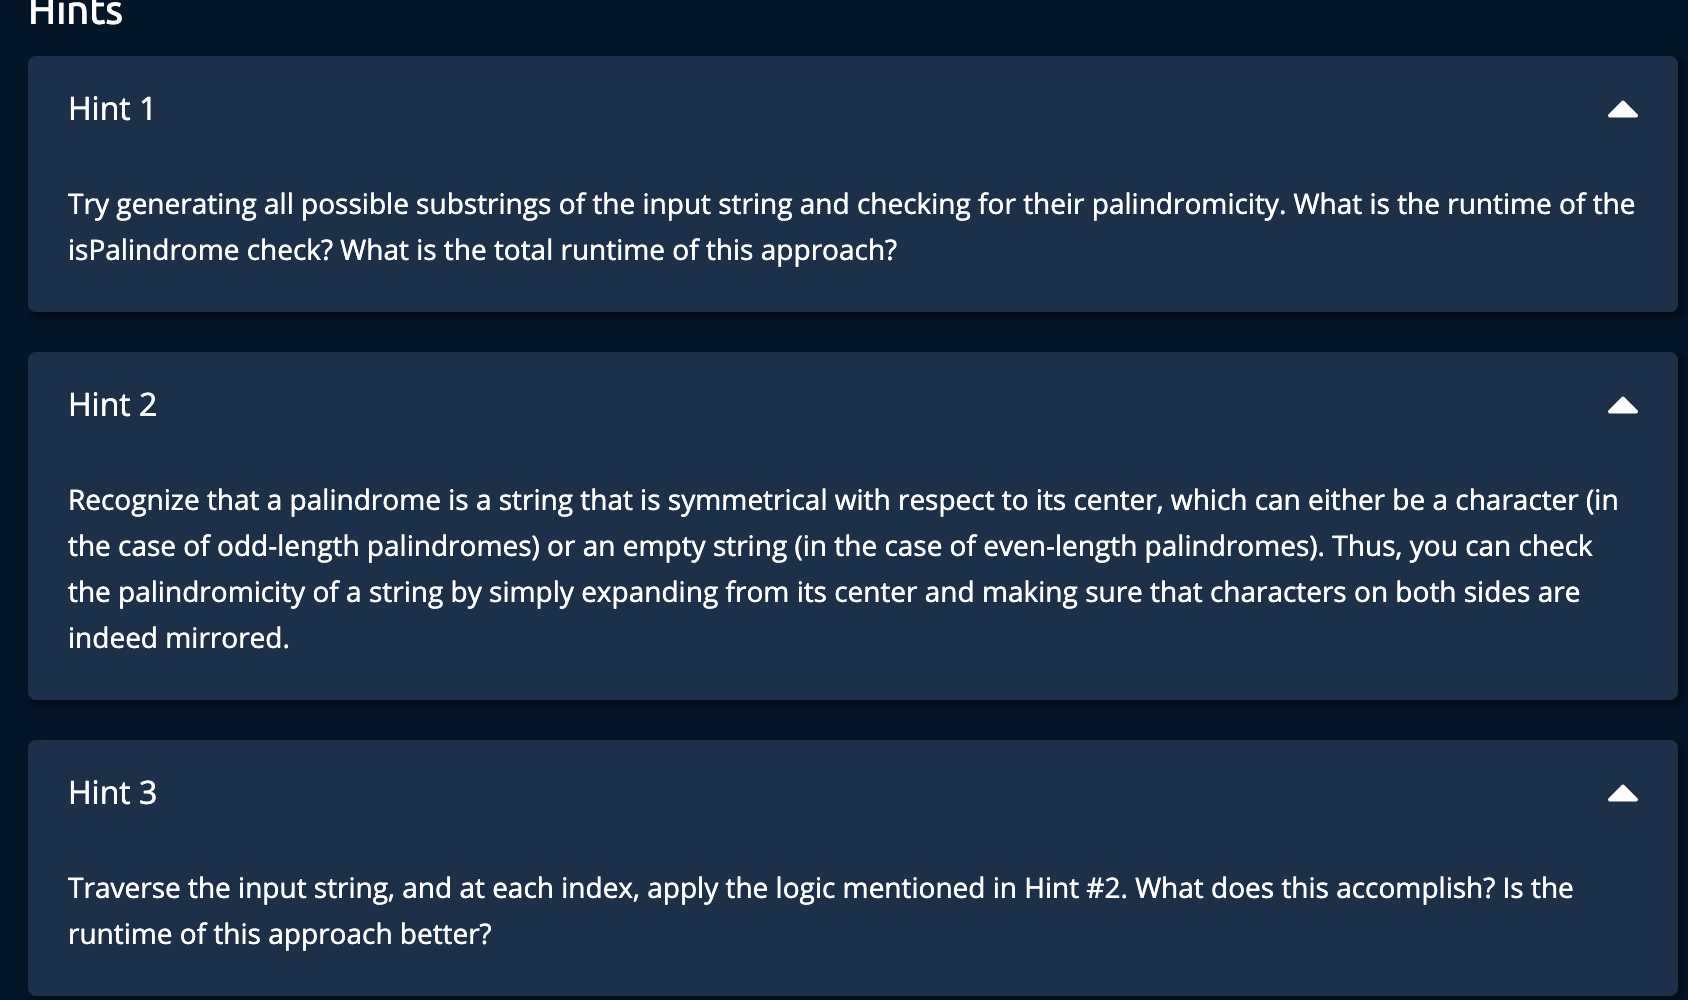 Hints
Hint 1
Try generating all possible substrings of the input string and checking for their palindromicity. What is the runtime of the
isPalindrome check? What is the total runtime of this approach?
Hint 2
Recognize that a palindrome is a string that is symmetrical with respect to its center, which can either be a character (in
the case of odd-length palindromes) or an empty string (in the case of even-length palindromes). Thus, you can check
the palindromicity of a string by simply expanding from its center and making sure that characters on both sides are
indeed mirrored.
Hint 3
Traverse the input string, and at each index, apply the logic mentioned in Hint #2. What does this accomplish? Is the
runtime of this approach better?